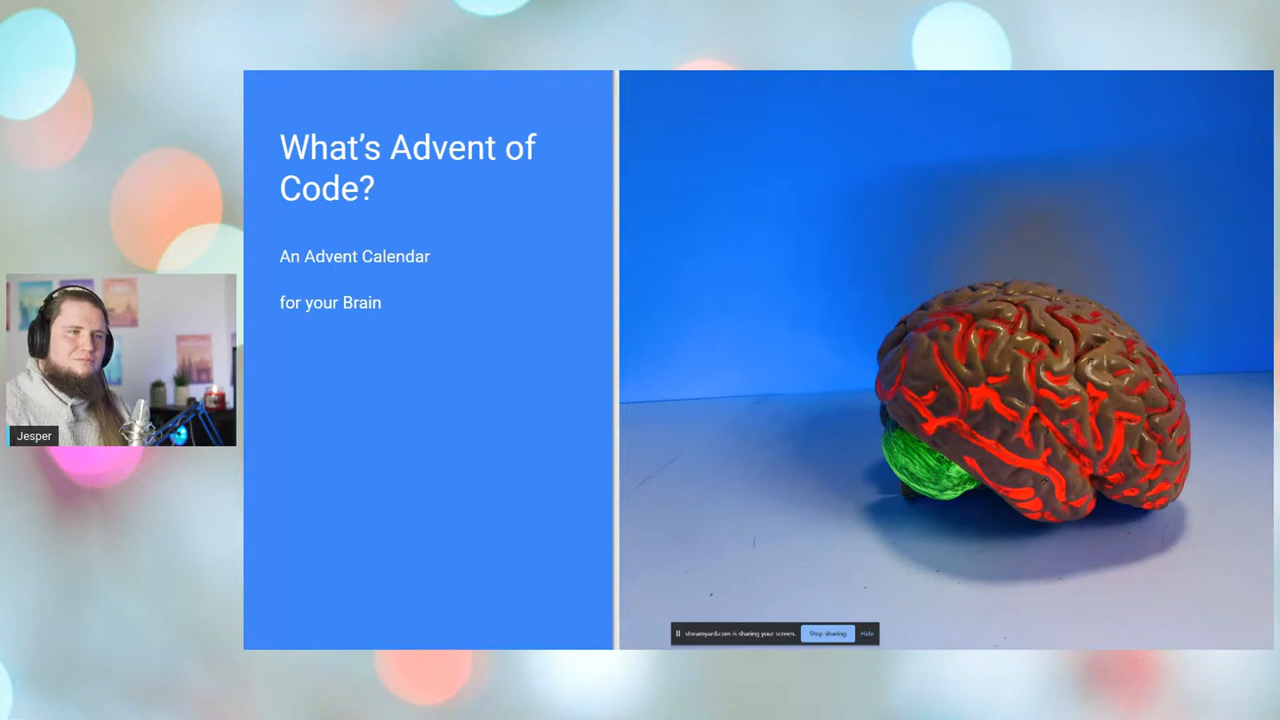 What's Advent of
Code?
An Advent Calendar
for your Brain
Jesper
streamyard.com is sharing your screen.
Stop sharing
Hide